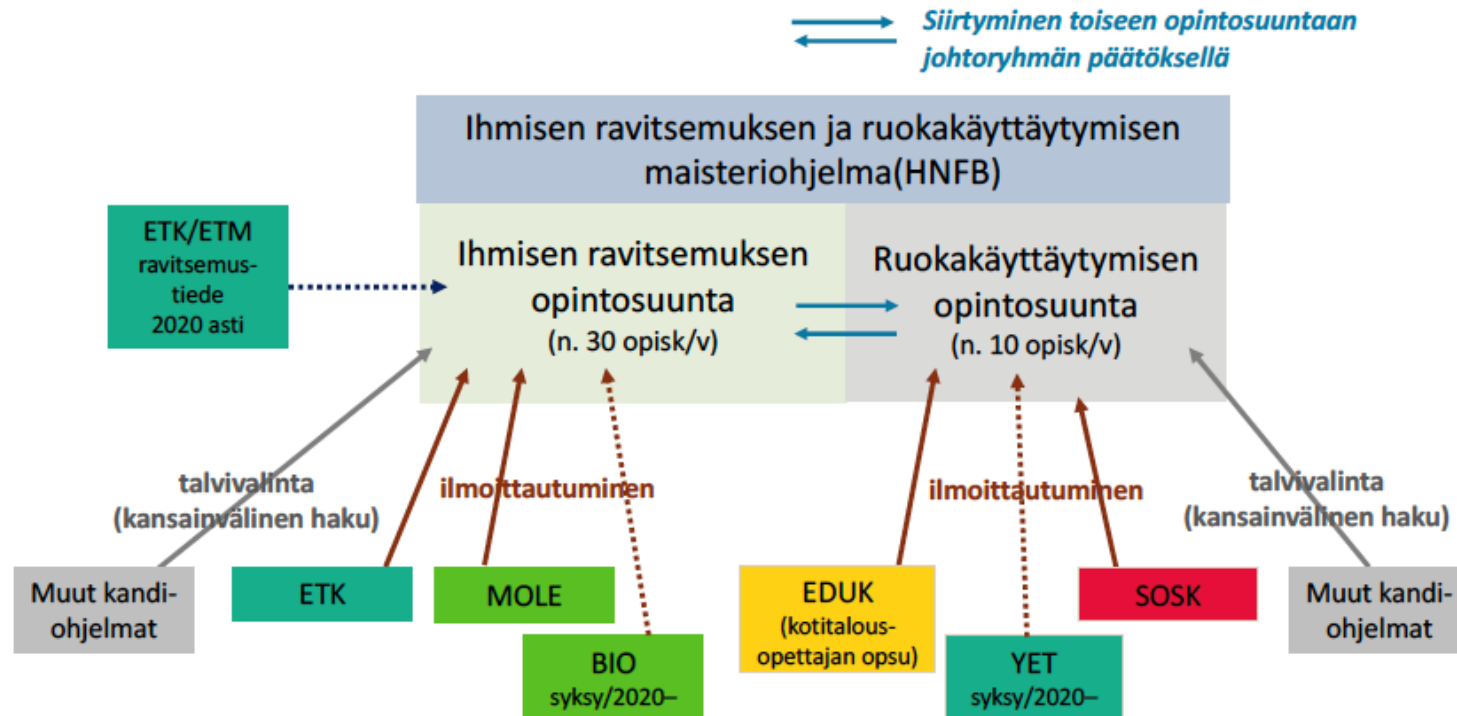 Siirtyminen toiseen opintosuuntaan
johtoryhmän päätöksellä
Ihmisen ravitsemuksen ja ruokakäyttäytymisen
maisteriohjelma(HNFB)
ETK/ETM
ravitsemus-
tiede
2020 asti
Ihmisen ravitsemuksen
opintosuunta
(n. 30 opisk/v)
Ruokakäyttäytymisen
opintosuunta
(n. 10 opisk/v)
talvivalinta
(kansainvälinen haku)
ilmoittautuminen
ilmoittautuminen
talvivalinta
(kansainvälinen haku)
Muut kandi-
ohjelmat
ETK
MOLE
BIO
syksy/2020–
EDUK
(kotitalous-
opettajan opsu)
YET
syksy/2020–
SOSK
Muut kandi-
ohjelmat